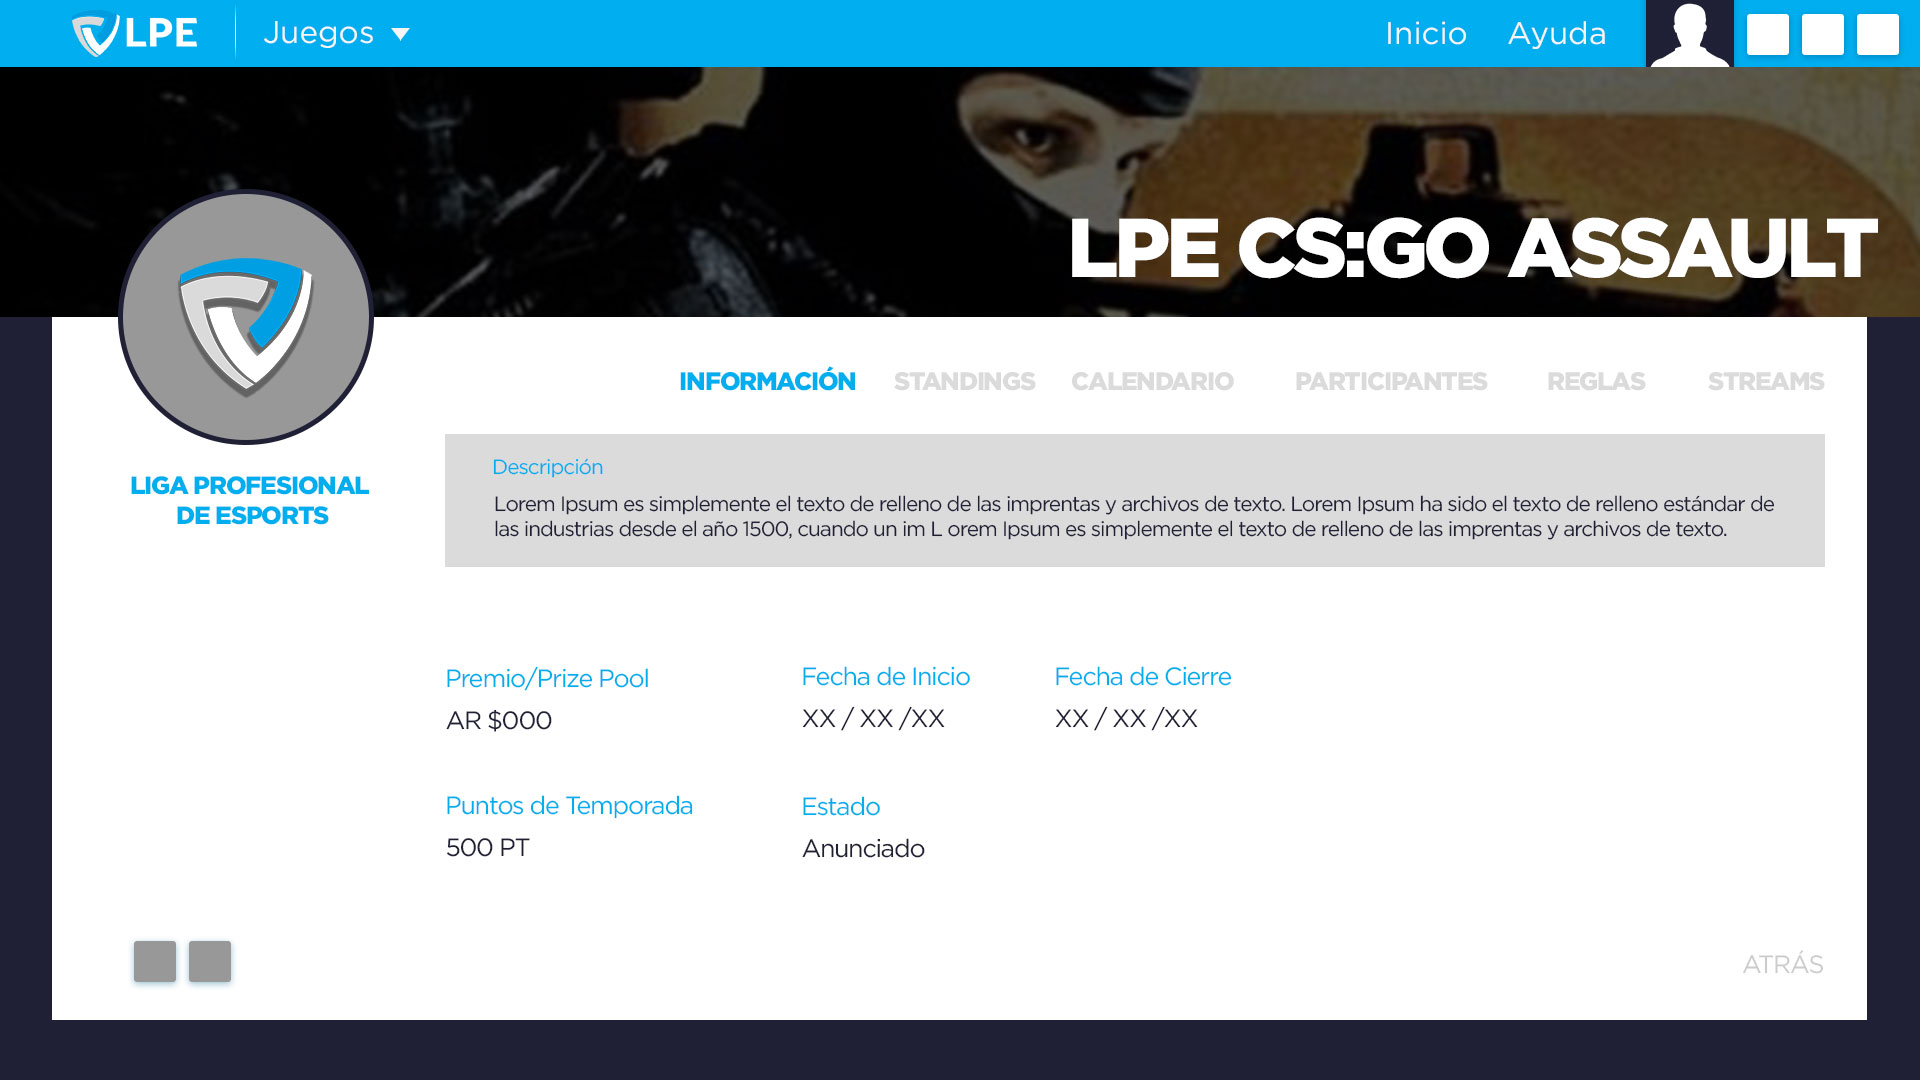 LPE
Juegos
Inicio
Ayuda
LPE CS:GO ASSAULT
LIGA PROFESIONAL
DE ESPORTS
INFORMACIÓN
STANDINGS
CALENDARIO
PARTICIPANTES
REGLAS
STREAMS
Descripción
Lorem Ipsum es simplemente el texto de relleno de las imprentas y archivos de texto. Lorem Ipsum ha sido el texto de relleno estándar de
las industrias desde el año 1500, cuando un im L orem Ipsum es simplemente el texto de relleno de las imprentas y archivos de texto.
Premio/Prize Pool
AR $000
Fecha de Inicio
XX / XX /XX
Fecha de Cierre
XX / XX /XX
Puntos de Temporada
500 PT
Estado
Anunciado
ATRÁS